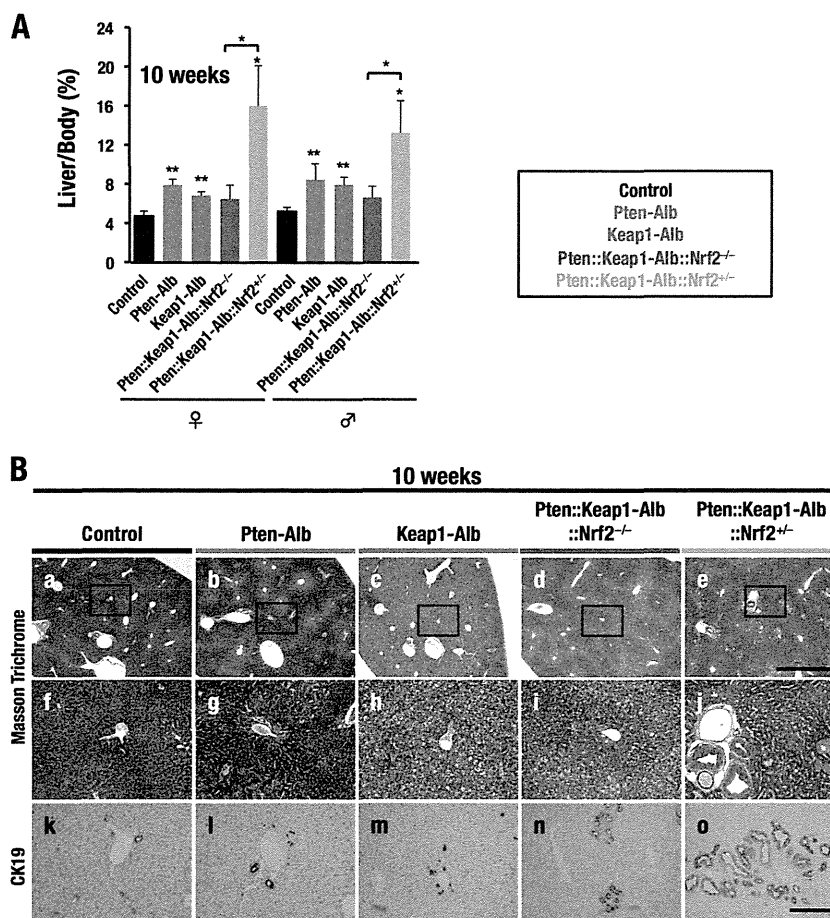 A
24
20
16
12
8
4
0
Liver/Body (%)
10 weeks
*
*
**
**
*
*
**
**
Control
Pten-Alb
Keap1-Alb
Pten::Keap1-Alb::Nrf2–/–
Pten::Keap1-Alb::Nrf2+/–
Control
Pten-Alb
Keap1-Alb
Pten::Keap1-Alb::Nrf2–/–
Pten::Keap1-Alb::Nrf2+/–
♀
♂
Control
Pten-Alb
Keap1-Alb
Pten::Keap1-Alb::Nrf2–/–
Pten::Keap1-Alb::Nrf2+/–
B
10 weeks
Control
Pten-Alb
Keap1-Alb
Pten::Keap1-Alb
::Nrf2–/–
Pten::Keap1-Alb
::Nrf2+/–
Masson Trichrome
a
b
c
d
e
f
g
h
i
j
CK19
k
l
m
n
o